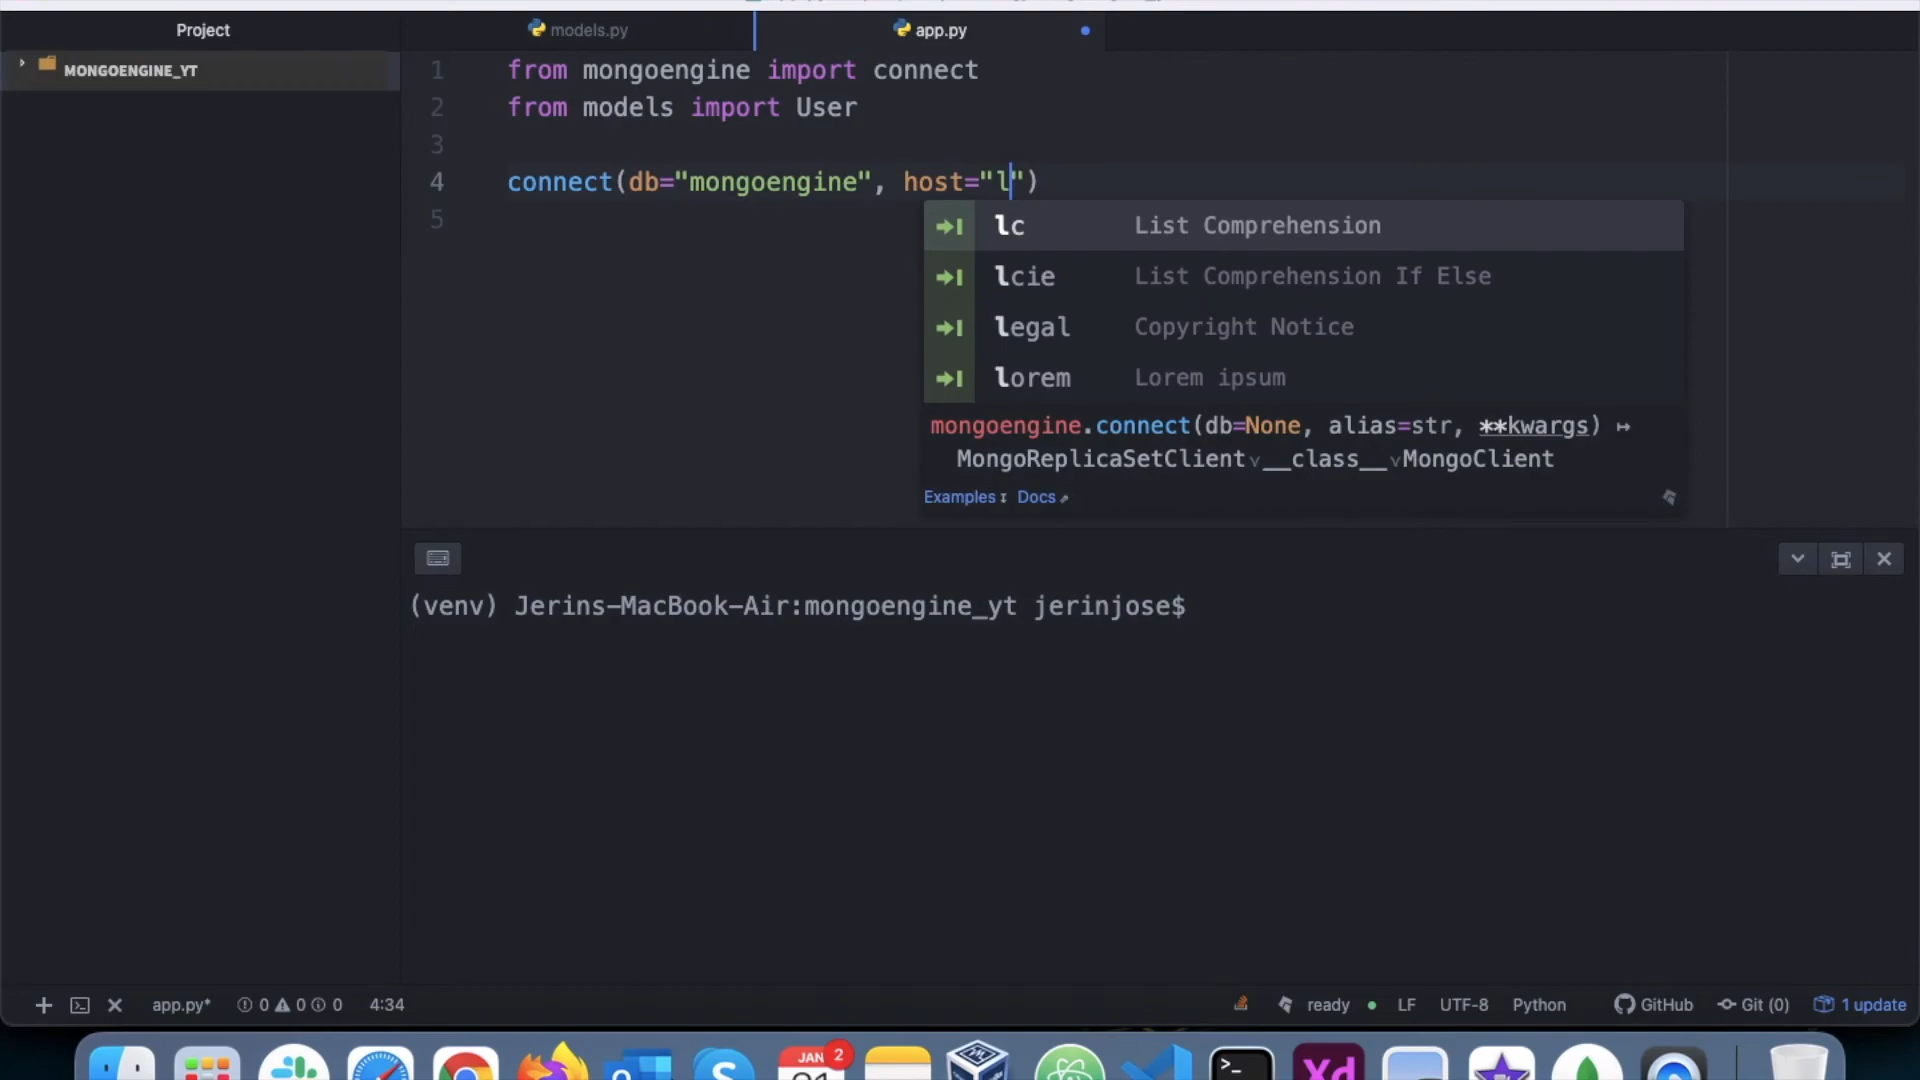 Project
models.py
app.py
MONGOENGINE_YT
1 from mongoengine import connect
2 from models import User
3
4 connect(db="mongoengine", host="l")
5
lc List Comprehension
lcie List Comprehension If Else
legal Copyright Notice
lorem Lorem ipsum
mongoengine.connect(db=None, alias=str, **kwargs) ↦
MongoReplicaSetClient˅__class__˅MongoClient
Examples Docs
(venv) Jerins-MacBook-Air:mongoengine_yt jerinjose$
app.py* 0 0 0 4:34 ready LF UTF-8 Python GitHub Git (0) 1 update
JAN 2
>_
Xd